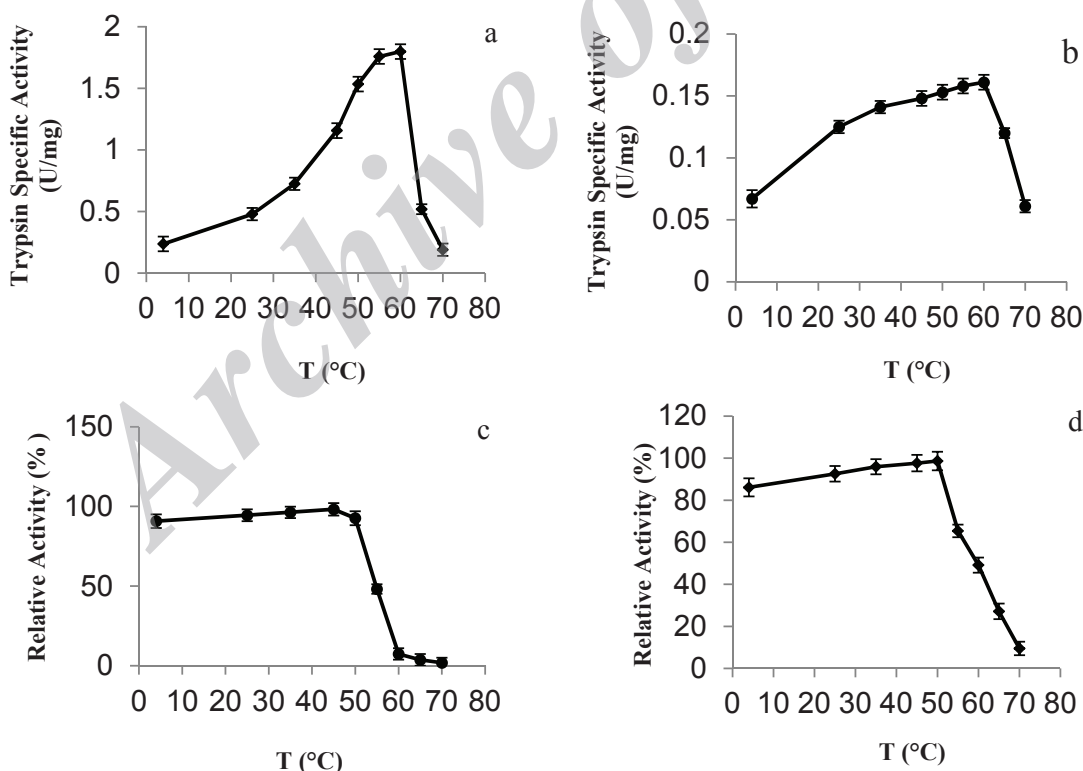 a
2
1.5
1
0.5
0
0 10 20 30 40 50 60 70 80
Trypsin Specific Activity
(U/mg)
T (°C)
b
0.2
0.15
0.1
0.05
0
0 10 20 30 40 50 60 70 80
Trypsin Specific Activity
(U/mg)
T (°C)
c
150
100
50
0
0 10 20 30 40 50 60 70 80
Relative Activity (%)
T (°C)
d
120
100
80
60
40
20
0
0 10 20 30 40 50 60 70 80
Relative Activity (%)
T (°C)
Archive of